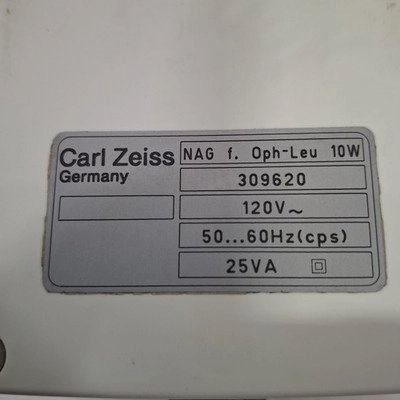 Carl Zeiss
Germany
NAG f. Oph-Leu 10W
309620
120V~
50...60Hz(cps)
25VA